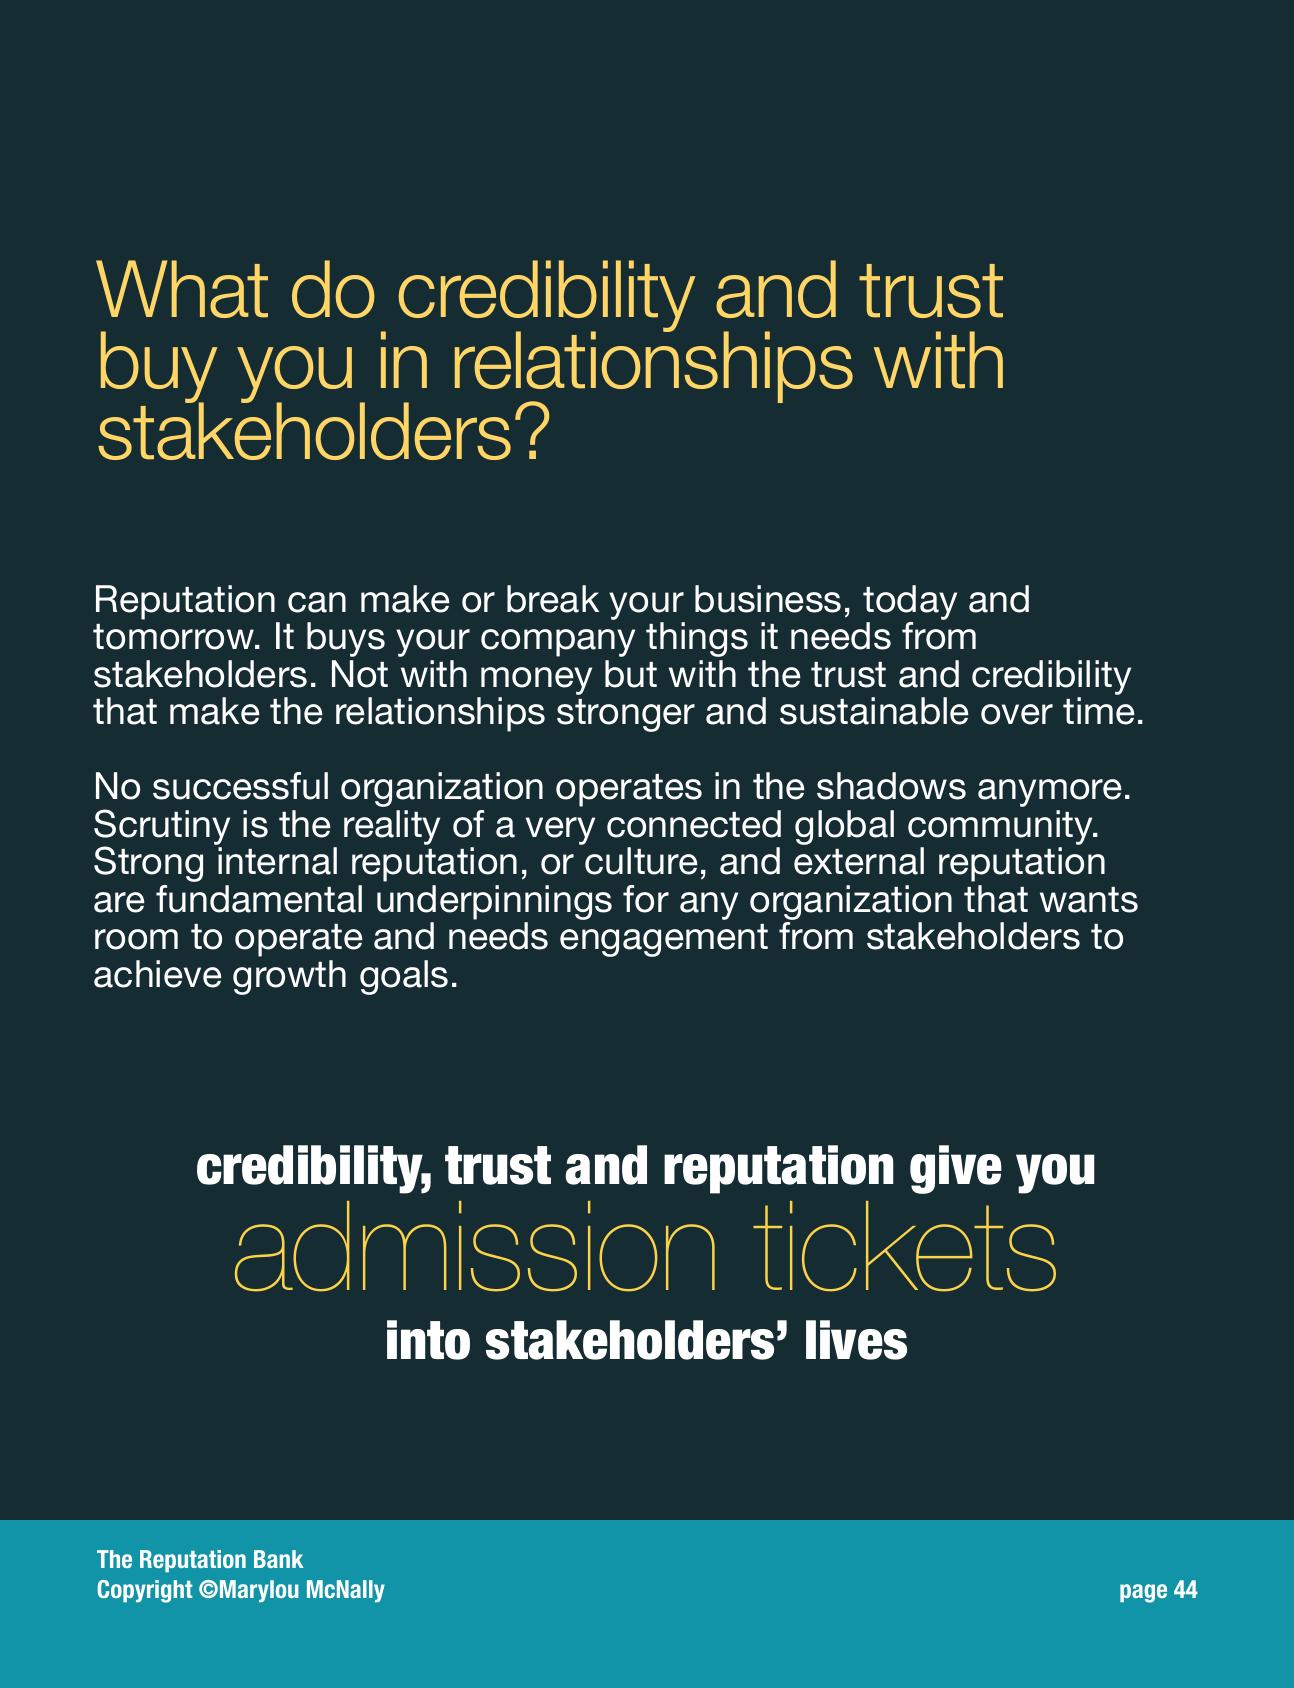 What do credibility and trust
buy you in relationships with
stakeholders?
Reputation can make or break your business, today and
tomorrow. It buys your company things it needs from
stakeholders. Not with money but with the trust and credibility
that make the relationships stronger and sustainable over time.
No successful organization operates in the shadows anymore.
Scrutiny is the reality of a very connected global community.
Strong internal reputation, or culture, and external reputation
are fundamental underpinnings for any organization that wants
room to operate and needs engagement from stakeholders to
achieve growth goals.
credibility, trust and reputation give you
admission tickets
into stakeholders’ lives
The Reputation Bank
Copyright ©Marylou McNally
page 44